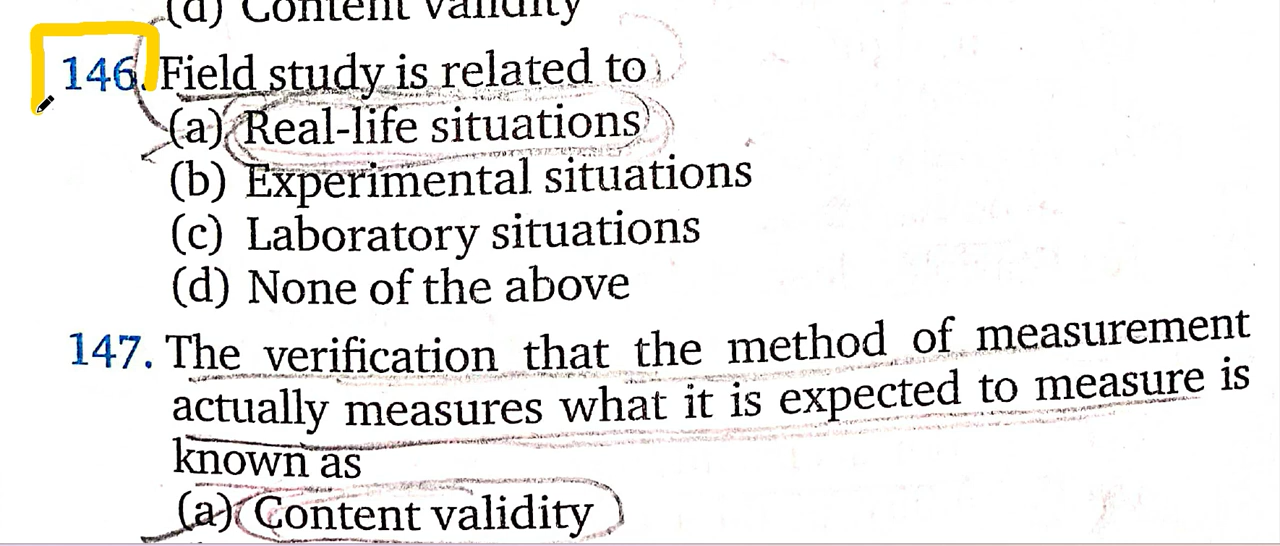 (d) Content validity
146. Field study is related to
(a) Real-life situations
(b) Experimental situations
(c) Laboratory situations
(d) None of the above
147. The verification that the method of measurement
actually measures what it is expected to measure is
known as
(a) Content validity